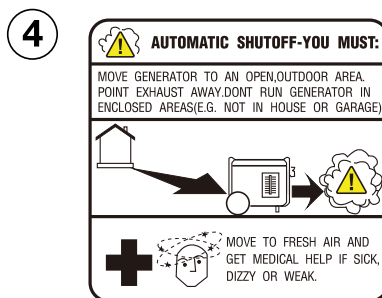 4
AUTOMATIC SHUTOFF-YOU MUST:
MOVE GENERATOR TO AN OPEN,OUTDOOR AREA.
POINT EXHAUST AWAY.DONT RUN GENERATOR IN
ENCLOSED AREAS(E.G. NOT IN HOUSE OR GARAGE)
3
MOVE TO FRESH AIR AND
GET MEDICAL HELP IF SICK,
DIZZY OR WEAK.